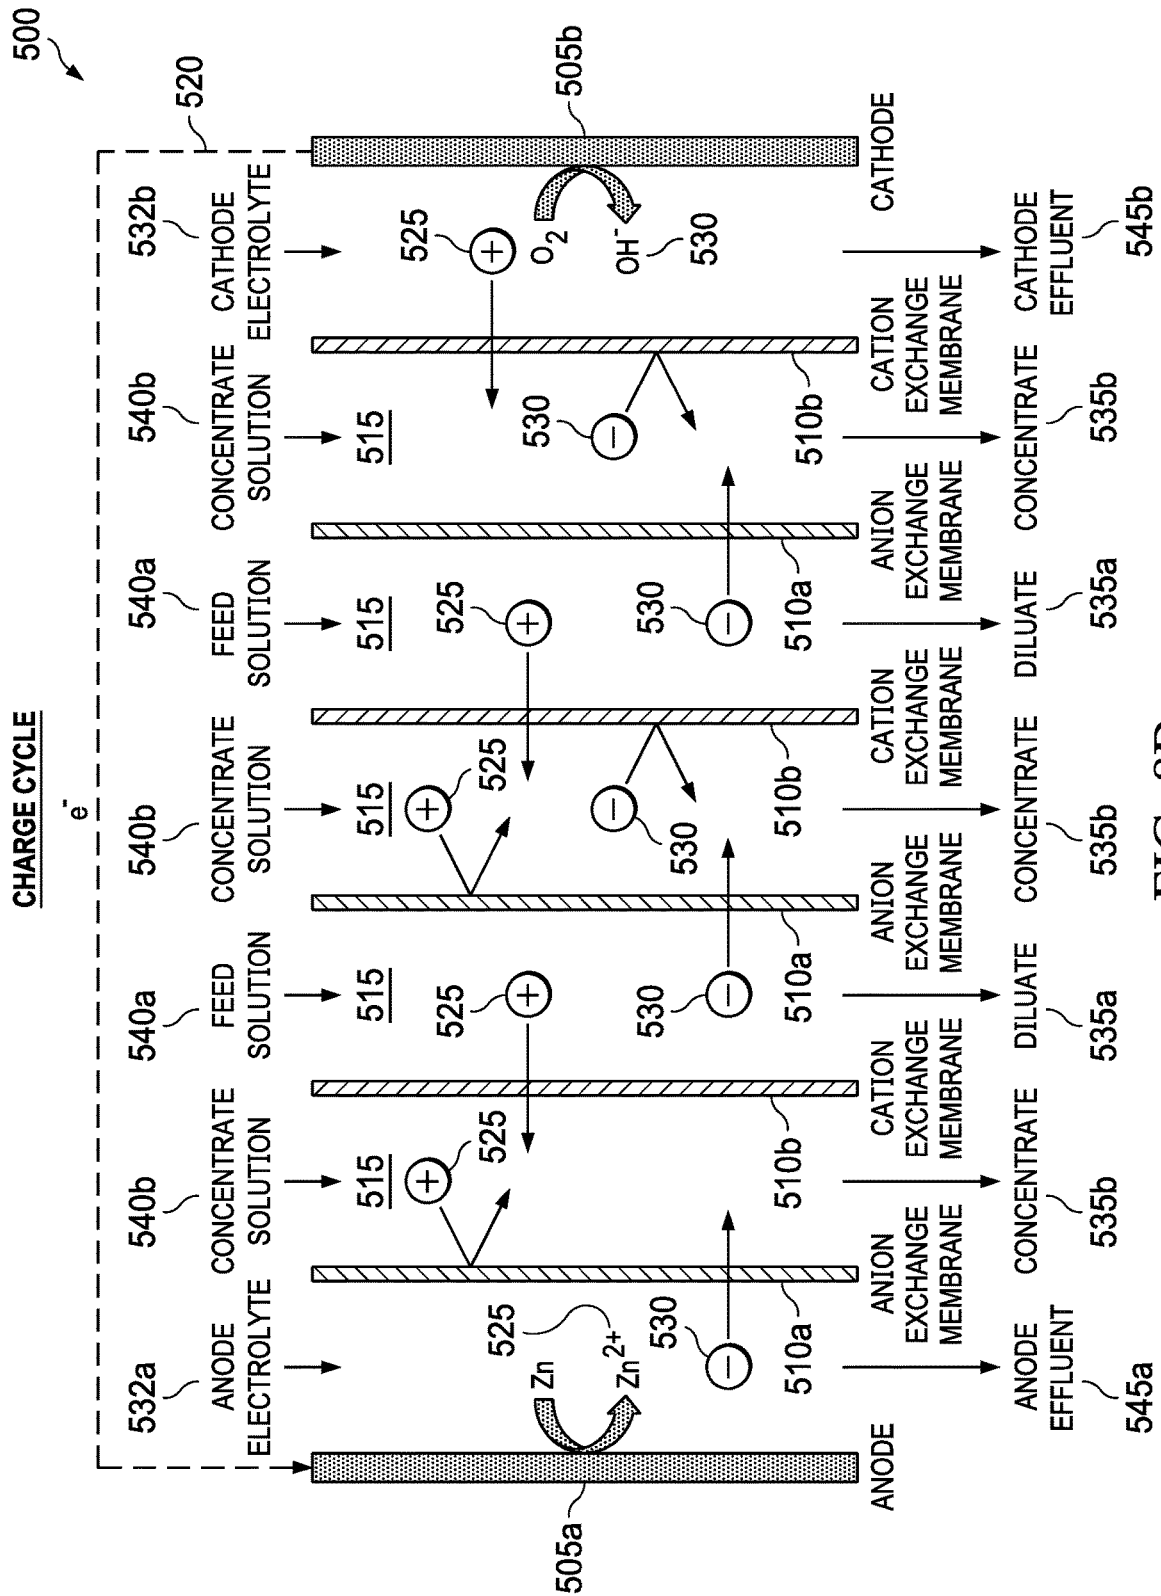 500
CHARGE CYCLE
e-
520
532a 540b 540a 540b 540a 540b 532b
ANODE ELECTROLYTE
CONCENTRATE SOLUTION
FEED SOLUTION
CONCENTRATE SOLUTION
FEED SOLUTION
CONCENTRATE SOLUTION
CATHODE ELECTROLYTE
515 515 515 515 515
+ 525
+ 525
525
+ 525
+ 525
+ 525
Zn
Zn2+
O2
OH- 530
- 530
- 530
- 530
- 530
- 530
505a
505b
510a 510b 510a 510b 510a 510b
ANODE
ANION EXCHANGE MEMBRANE
CATION EXCHANGE MEMBRANE
ANION EXCHANGE MEMBRANE
CATION EXCHANGE MEMBRANE
ANION EXCHANGE MEMBRANE
CATION EXCHANGE MEMBRANE
CATHODE
ANODE EFFLUENT
CONCENTRATE
DILUATE
CONCENTRATE
DILUATE
CONCENTRATE
CATHODE EFFLUENT
545a 535b 535a 535b 535a 535b 545b
FIG.